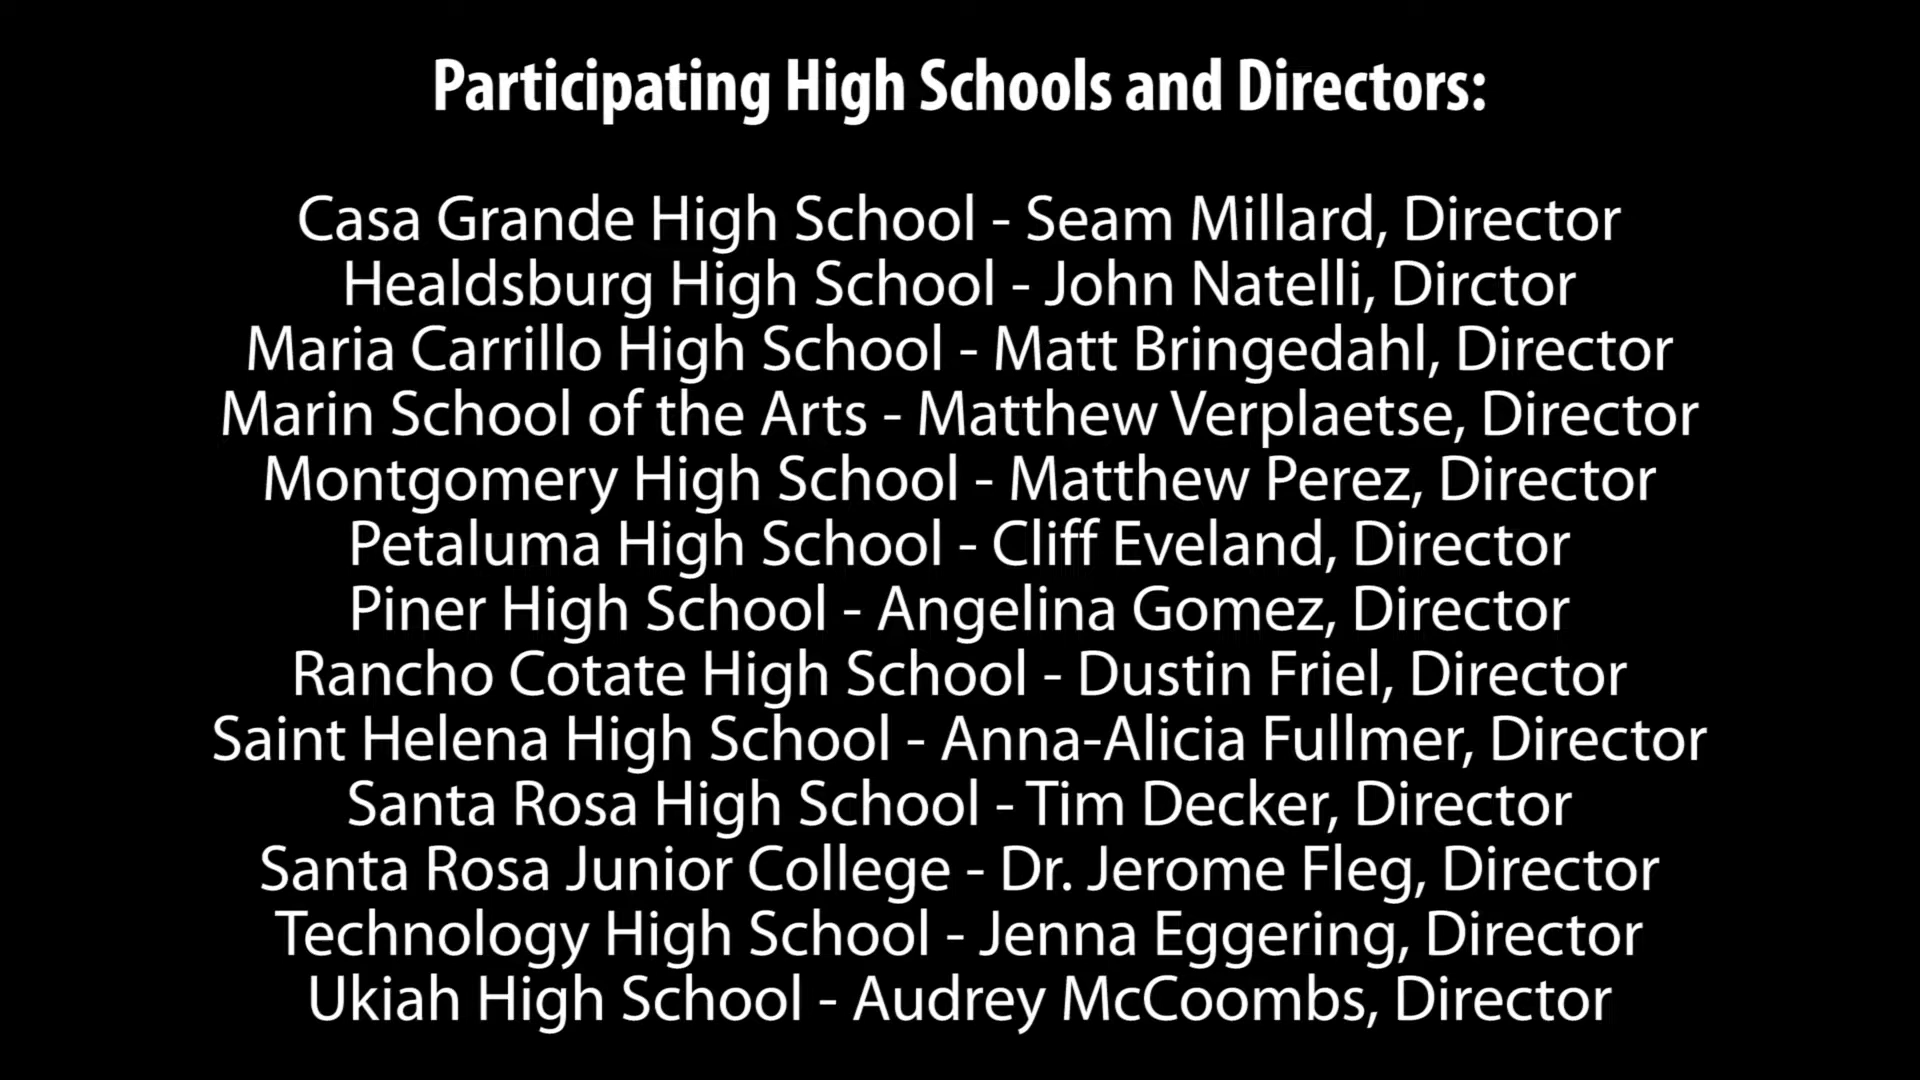 Participating High Schools and Directors:
Casa Grande High School - Seam Millard, Director
Healdsburg High School - John Natelli, Dirctor
Maria Carrillo High School - Matt Bringedahl, Director
Marin School of the Arts - Matthew Verplaetse, Director
Montgomery High School - Matthew Perez, Director
Petaluma High School - Cliff Eveland, Director
Piner High School - Angelina Gomez, Director
Rancho Cotate High School - Dustin Friel, Director
Saint Helena High School - Anna-Alicia Fullmer, Director
Santa Rosa High School - Tim Decker, Director
Santa Rosa Junior College - Dr. Jerome Fleg, Director
Technology High School - Jenna Eggering, Director
Ukiah High School - Audrey McCoombs, Director